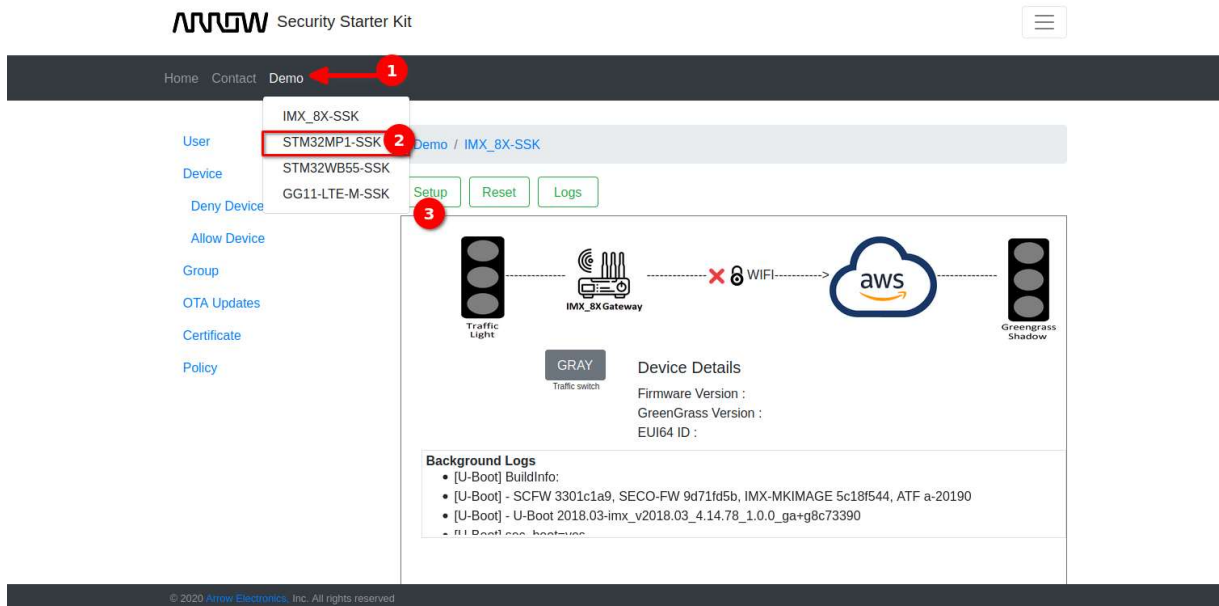 ARROW Security Starter Kit
Home Contact Demo 1
IMX_8X-SSK
STM32MP1-SSK 2
STM32WB55-SSK
GG11-LTE-M-SSK
User
Device
Deny Device
Allow Device
Group
OTA Updates
Certificate
Policy
Demo / IMX_8X-SSK
Setup Reset Logs
3
Traffic
Light
IMX_8X Gateway
WIFI
aws
Greengrass
Shadow
GRAY
Traffic switch
Device Details
Firmware Version :
GreenGrass Version :
EUI64 ID :
Background Logs
• [U-Boot] BuildInfo:
• [U-Boot] - SCFW 3301c1a9, SECO-FW 9d71fd5b, IMX-MKIMAGE 5c18f544, ATF a-20190
• [U-Boot] - U-Boot 2018.03-imx_v2018.03_4.14.78_1.0.0_ga+g8c73390
• [U-Boot] sec_boot=yes
© 2020 Arrow Electronics, Inc. All rights reserved